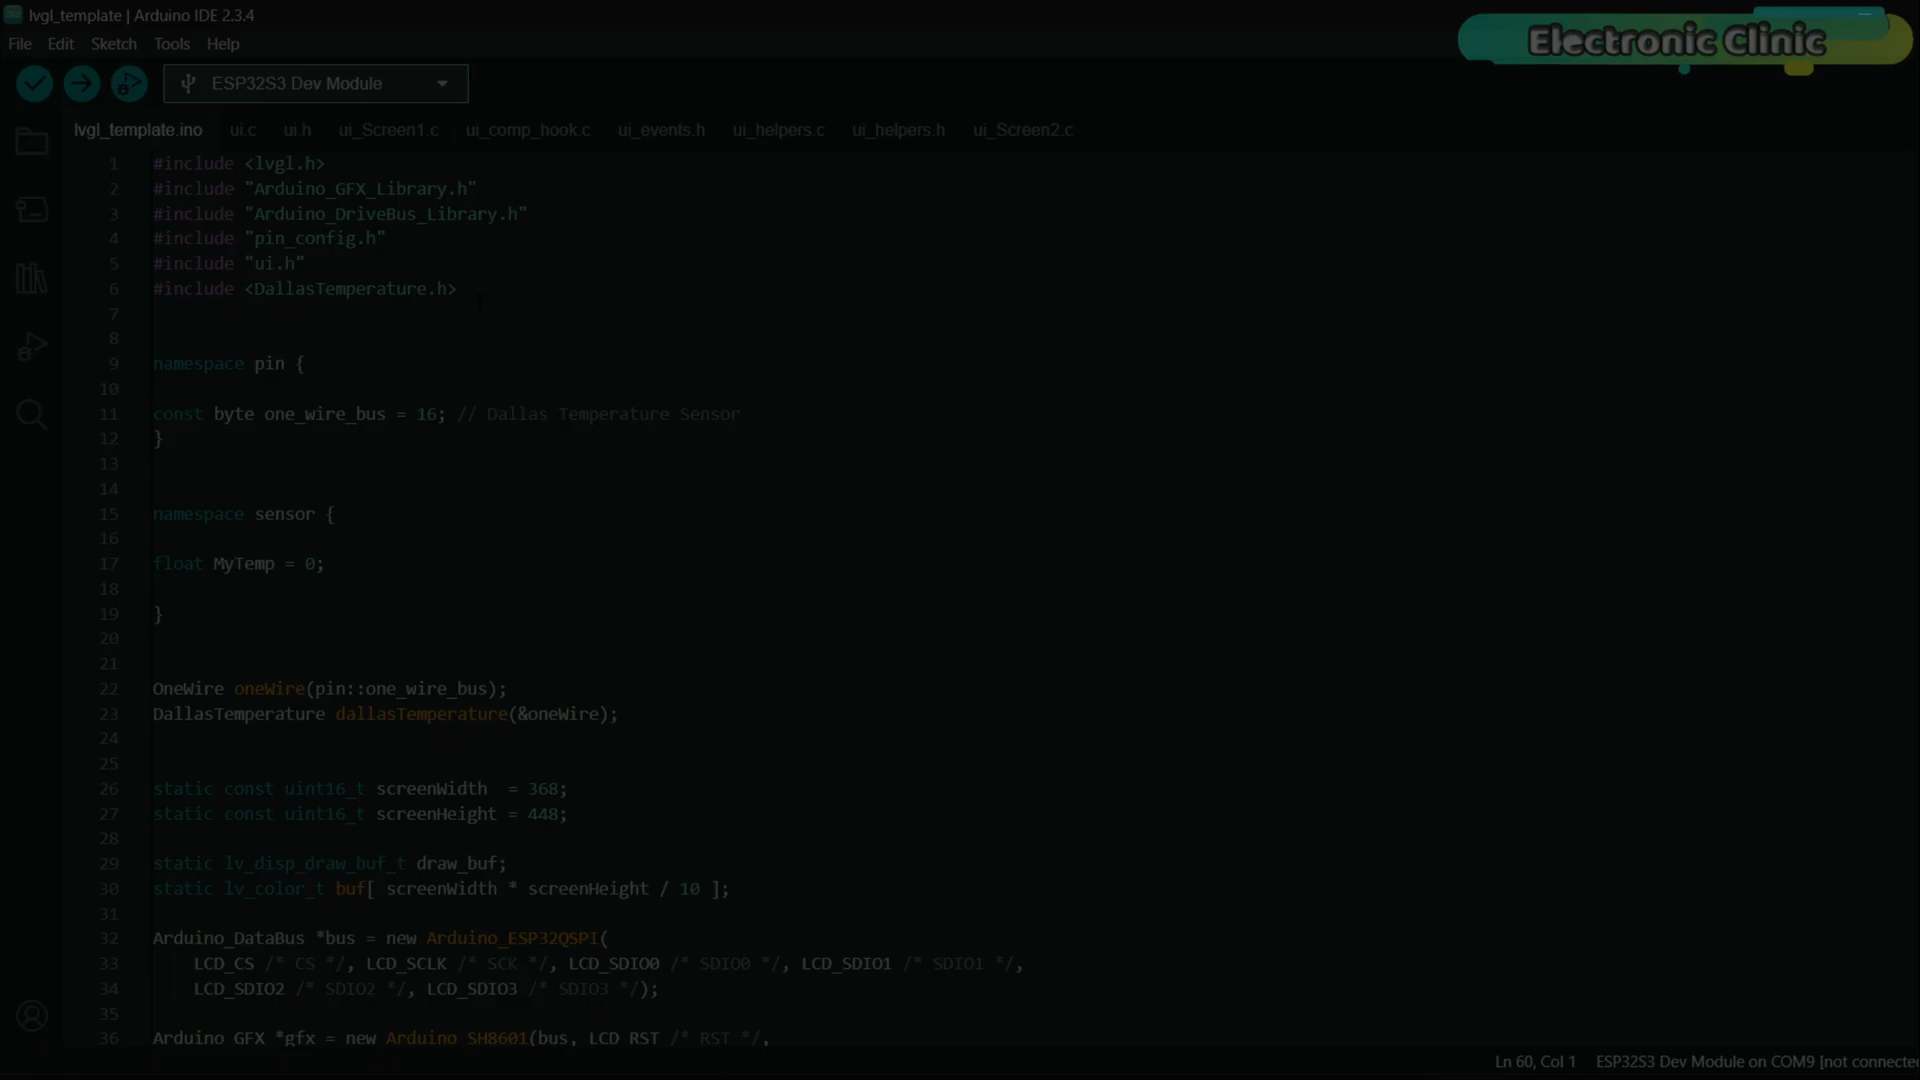 lvgl_template | Arduino IDE 2.3.4
Electronic Clinic
File Edit Sketch Tools Help
ESP32S3 Dev Module
lvgl_template.ino ui.c ui.h ui_Screen1.c ui_comp_hook.c ui_events.h ui_helpers.c ui_helpers.h ui_Screen2.c
1 #include <lvgl.h>
2 #include "Arduino_GFX_Library.h"
3 #include "Arduino_DriveBus_Library.h"
4 #include "pin_config.h"
5 #include "ui.h"
6 #include <DallasTemperature.h>
7
8
9 namespace pin {
10
11 const byte one_wire_bus = 16; // Dallas Temperature Sensor
12 }
13
14
15 namespace sensor {
16
17 float MyTemp = 0;
18
19 }
20
21
22 OneWire oneWire(pin::one_wire_bus);
23 DallasTemperature dallasTemperature(&oneWire);
24
25
26 static const uint16_t screenWidth  = 368;
27 static const uint16_t screenHeight = 448;
28
29 static lv_disp_draw_buf_t draw_buf;
30 static lv_color_t buf[ screenWidth * screenHeight / 10 ];
31
32 Arduino_DataBus *bus = new Arduino_ESP32QSPI(
33 LCD_CS /* CS */, LCD_SCLK /* SCK */, LCD_SDIO0 /* SDIO0 */, LCD_SDIO1 /* SDIO1 */,
34 LCD_SDIO2 /* SDIO2 */, LCD_SDIO3 /* SDIO3 */);
35
36 Arduino_GFX *gfx = new Arduino_SH8601(bus, LCD_RST /* RST */,
Ln 60, Col 1 ESP32S3 Dev Module on COM9 [not connected